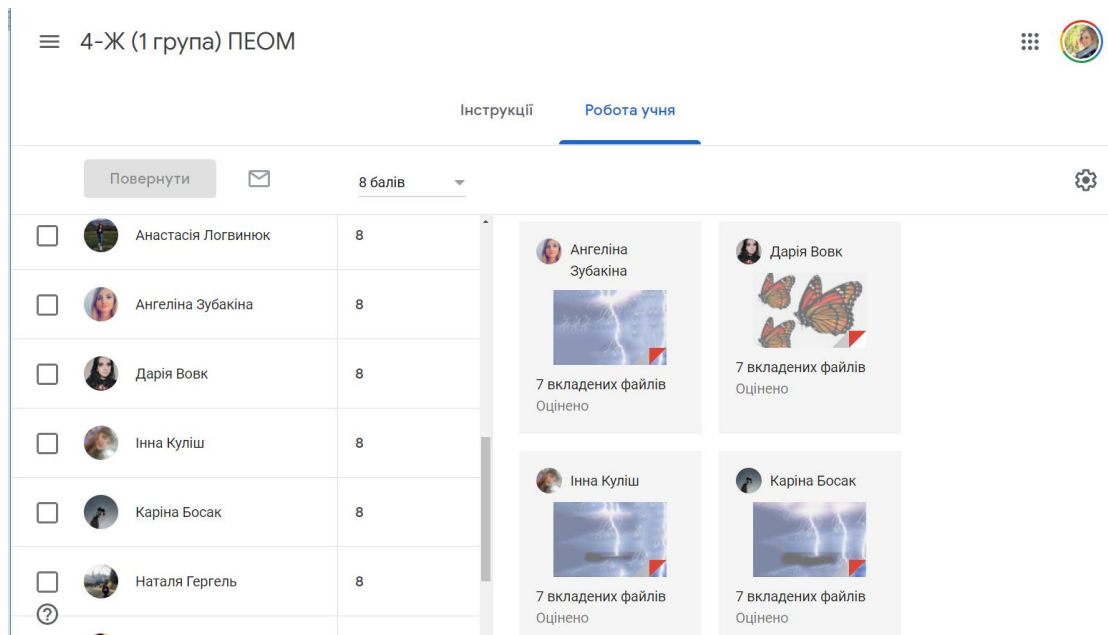 4-Ж (1 група) ПЕОМ
Інструкції
Робота учня
Повернути
8 балів
Анастасія Логвинюк 8
Ангеліна Зубакіна 8
Дарія Вовк 8
Інна Куліш 8
Каріна Босак 8
Наталя Гергель 8
Ангеліна
Зубакіна
7 вкладених файлів
Оцінено
Дарія Вовк
7 вкладених файлів
Оцінено
Інна Куліш
7 вкладених файлів
Оцінено
Каріна Босак
7 вкладених файлів
Оцінено